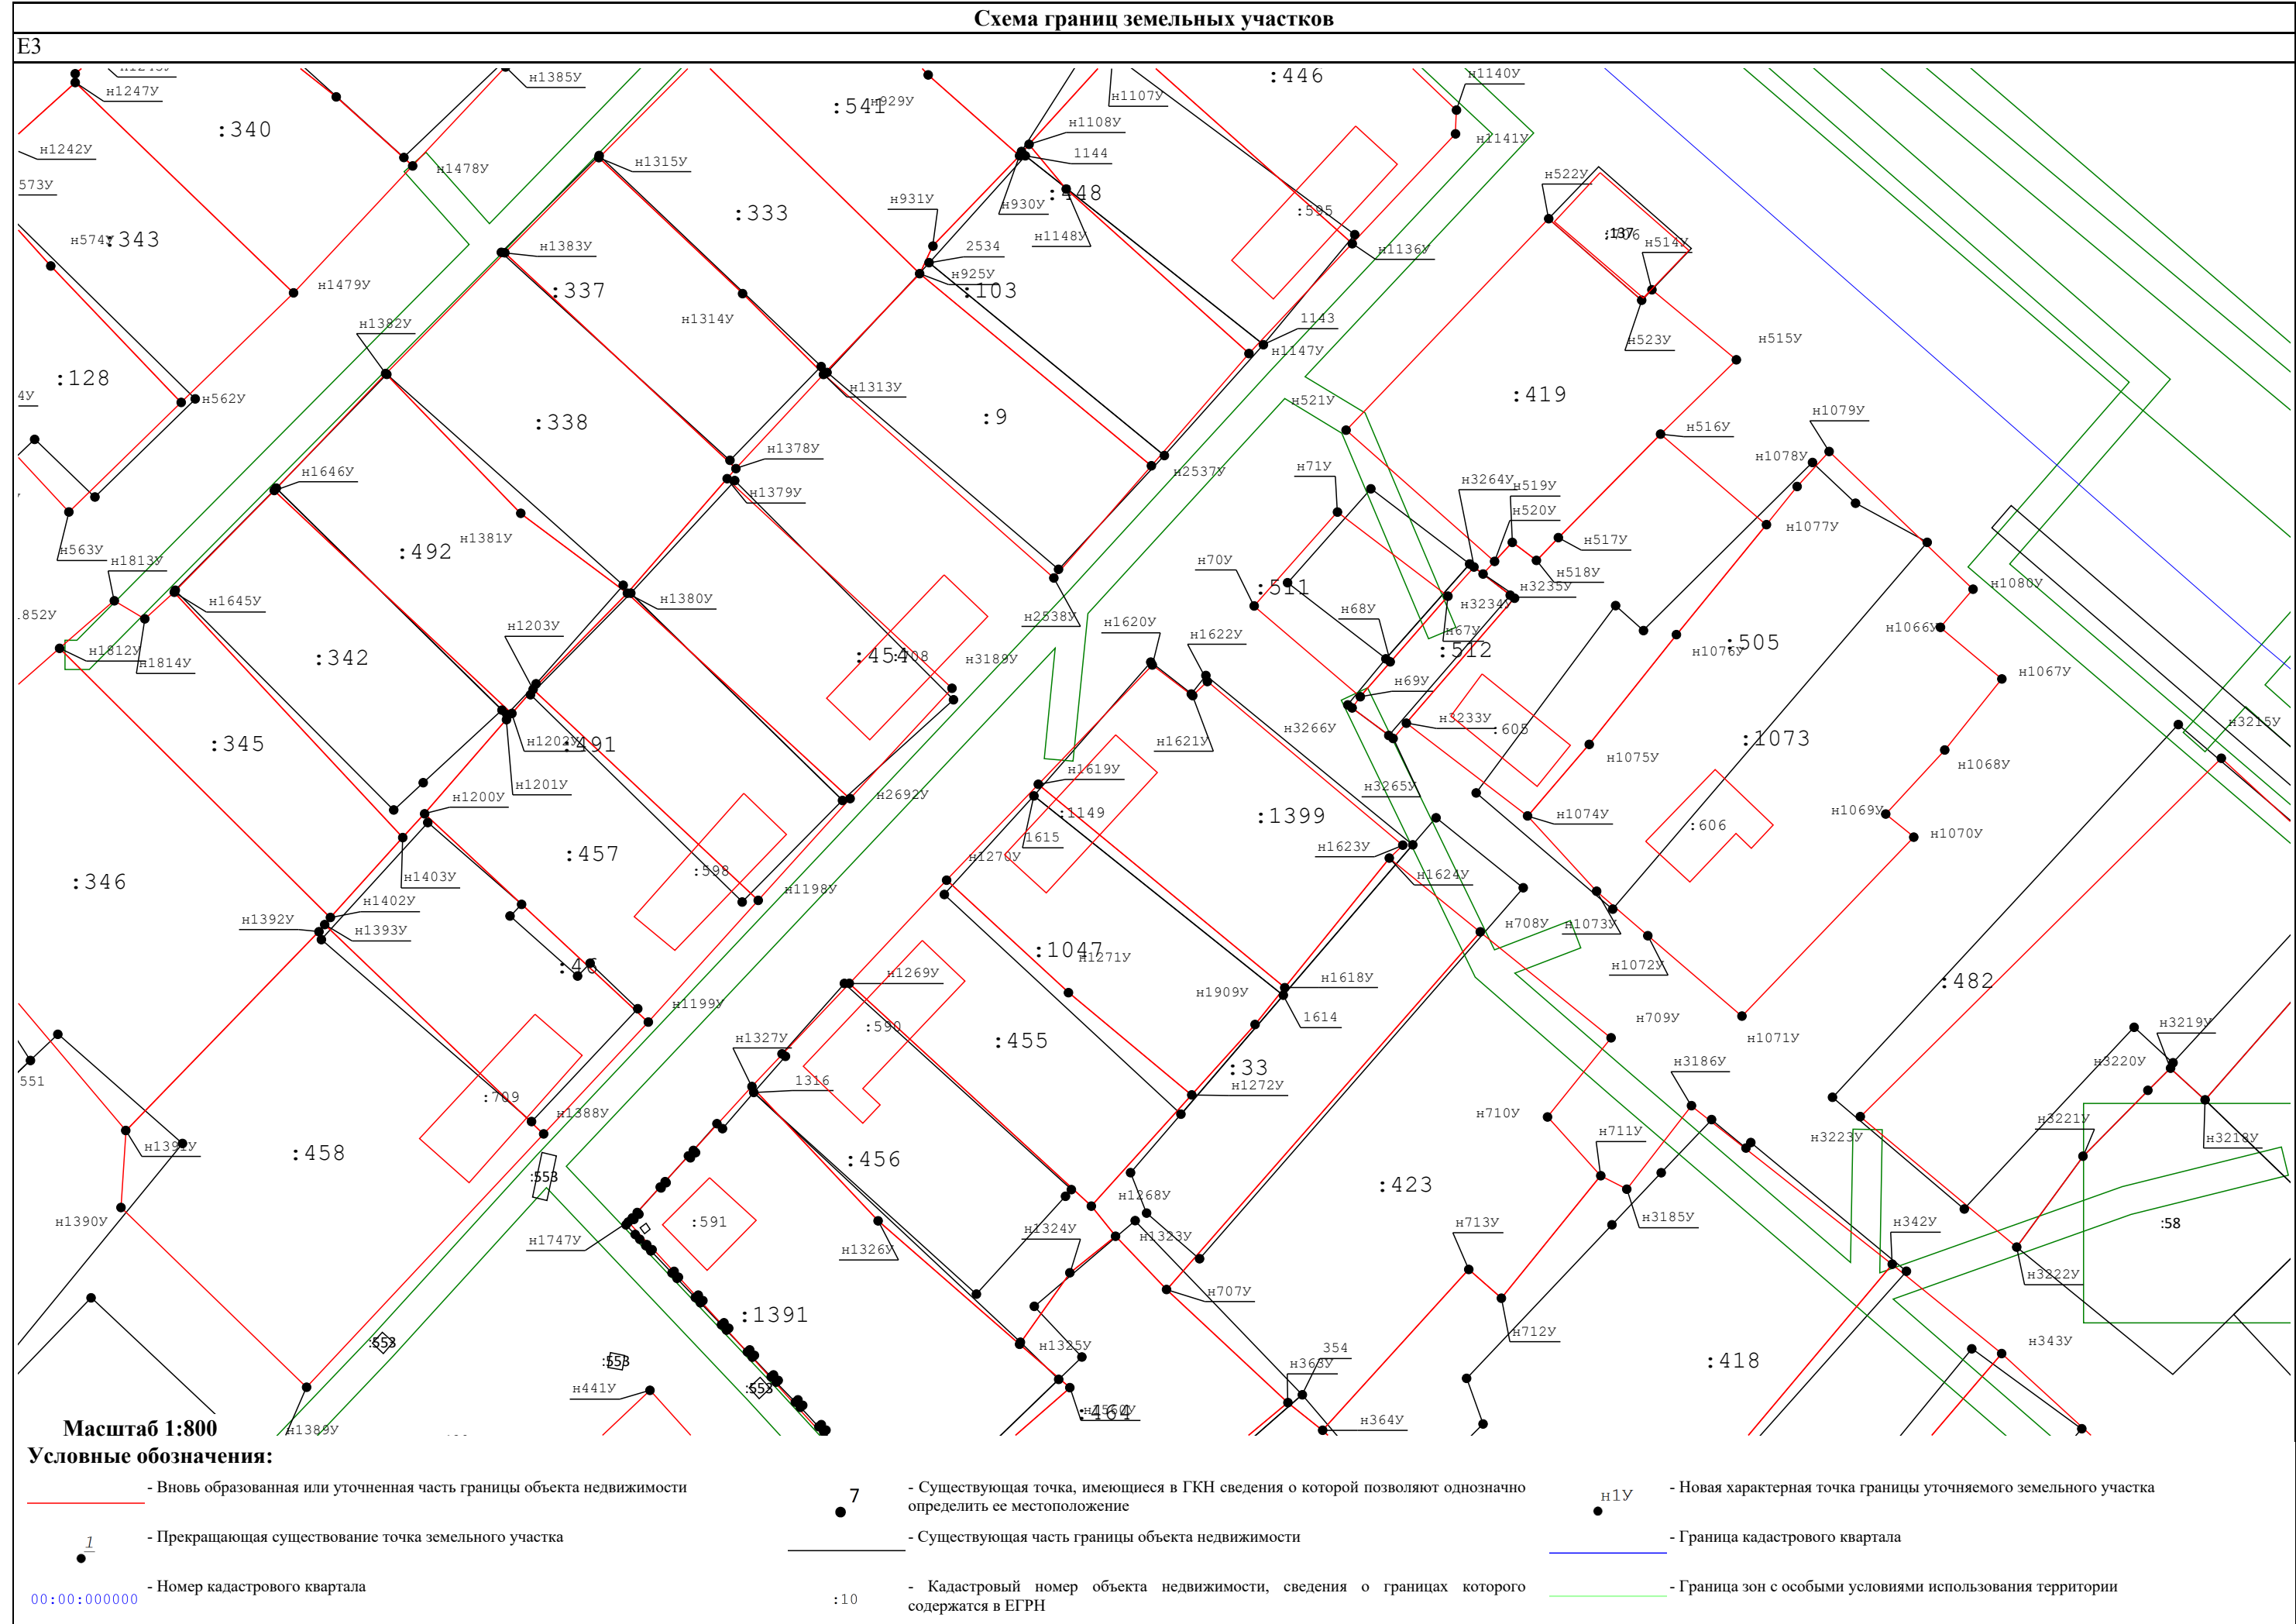 Схема границ земельных участков
Е3
:446
н1140У
н1385У
н1247У
:541
н929У
н1107У
:340
н1108У
н1141У
н1242У
1144
н1315У
н1478У
н522У
573У
:448
н931У
н930У
:333
:595
н574У
:343
н1148У
:137
н514У
н1383У
2534
н1136У
н925У
:103
н1479У
:337
н1382У
н1314У
1143
н1147У
н523У
н515У
:128
н1313У
4У
н562У
:419
н521У
:338
:9
н1079У
н516У
н1378У
н1078У
н1646У
н2537У
н71У
н3264У
н519У
н1379У
н520У
н1077У
:492
н1381У
н517У
н563У
н1813У
н70У
н518У
:511
н3235У
н1080У
н1645У
н1380У
н3234У
.852У
н2538У
н68У
н1620У
н1203У
н1622У
н67У
н1066У
:505
н1076У
:512
н1812У
:342
:454
н3189У
н1814У
н69У
н1067У
н3266У
н3233У
н3215У
:345
н1202У
:491
н1621У
:605
:1073
н1075У
н1068У
н1619У
н1201У
н3265У
н1200У
н2692У
:1149
:1399
н1074У
н1069У
:606
1615
н1070У
:457
н1270У
н1623У
:598
н1403У
н1624У
:346
н1198У
н1402У
н1392У
н1393У
н708У
н1073У
:1047
н1271У
:46
н1269У
н1072У
н1909У
н1618У
:482
н1199У
1614
:590
н709У
н3219У
н1327У
:455
н1071У
н3220У
:33
н3186У
551
1316
н1272У
:709
н1388У
н710У
н3221У
н711У
н3223У
н3218У
н1391У
:458
:456
:553
:423
н1268У
н1390У
:591
н1324У
н1323У
н713У
н3185У
н342У
:58
н1747У
н1326У
н3222У
н707У
:1391
н712У
:553
н1325У
354
н343У
:553
н363У
:418
н441У
:553
:464
н364У
н1389У
Масштаб 1:800
Условные обозначения:
- Вновь образованная или уточненная часть границы объекта недвижимости
7
- Существующая точка, имеющиеся в ГКН сведения о которой позволяют однозначно
определить ее местоположение
н1У
- Новая характерная точка границы уточняемого земельного участка
1
- Прекращающая существование точка земельного участка
- Существующая часть границы объекта недвижимости
- Граница кадастрового квартала
00:00:000000
- Номер кадастрового квартала
:10
- Кадастровый номер объекта недвижимости, сведения о границах которого
содержатся в ЕГРН
- Граница зон с особыми условиями использования территории